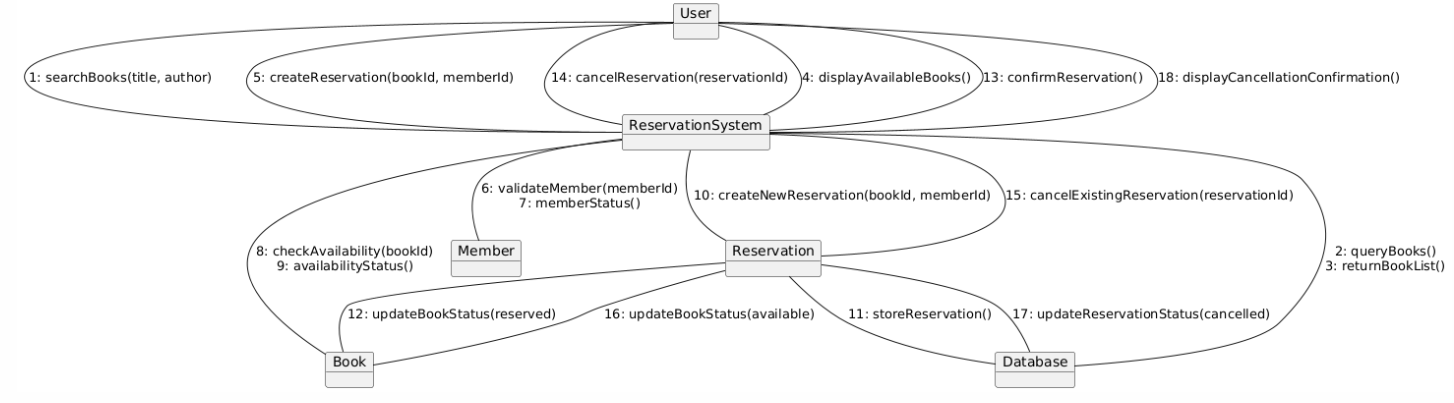 User
1: searchBooks(title, author)
5: createReservation(bookId, memberId)
14: cancelReservation(reservationId)
4: displayAvailableBooks()
13: confirmReservation()
18: displayCancellationConfirmation()
ReservationSystem
6: validateMember(memberId)
7: memberStatus()
10: createNewReservation(bookId, memberId)
15: cancelExistingReservation(reservationId)
8: checkAvailability(bookId)
9: availabilityStatus()
Member
Reservation
2: queryBooks()
3: returnBookList()
12: updateBookStatus(reserved)
16: updateBookStatus(available)
11: storeReservation()
17: updateReservationStatus(cancelled)
Book
Database